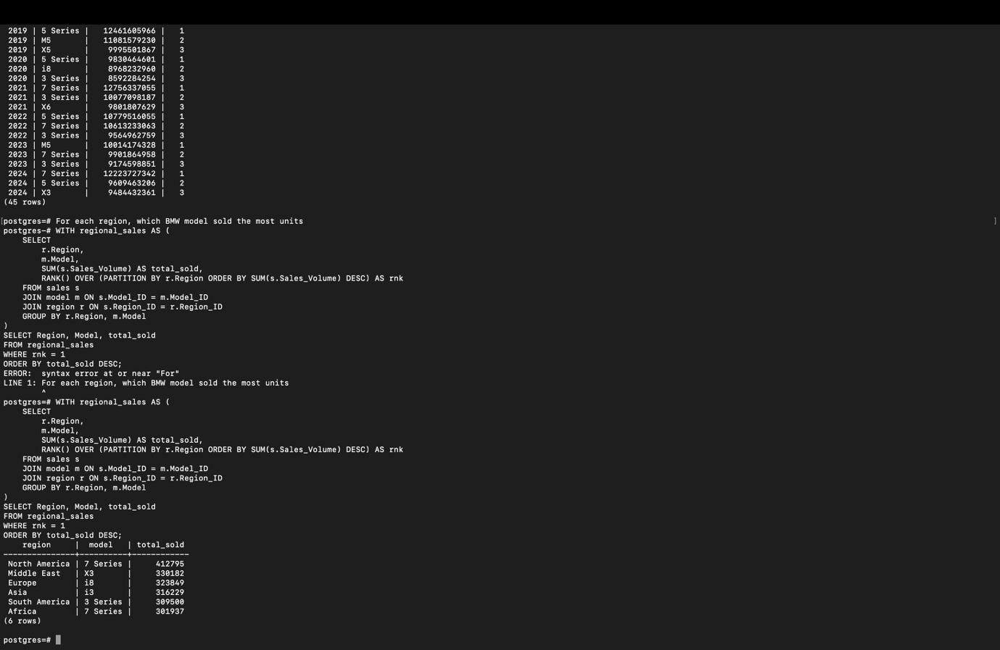 2019 | 5 Series |   12461605966 |   1
 2019 | M5       |   11081579230 |   2
 2019 | X5       |    9995501867 |   3
 2020 | 5 Series |    9830464601 |   1
 2020 | i8       |    8968232960 |   2
 2020 | 3 Series |    8592284254 |   3
 2021 | 7 Series |   12756337055 |   1
 2021 | 3 Series |   10077098187 |   2
 2021 | X6       |    9801807629 |   3
 2022 | 5 Series |   10779516055 |   1
 2022 | 7 Series |   10613233063 |   2
 2022 | 3 Series |    9564962759 |   3
 2023 | M5       |   10014174328 |   1
 2023 | 7 Series |    9901864958 |   2
 2023 | 3 Series |    9174598851 |   3
 2024 | 7 Series |   12223727342 |   1
 2024 | 5 Series |    9609463206 |   2
 2024 | X3       |    9484432361 |   3
(45 rows)

[postgres=# For each region, which BMW model sold the most units ]
postgres-# WITH regional_sales AS (
    SELECT
        r.Region,
        m.Model,
        SUM(s.Sales_Volume) AS total_sold,
        RANK() OVER (PARTITION BY r.Region ORDER BY SUM(s.Sales_Volume) DESC) AS rnk
    FROM sales s
    JOIN model m ON s.Model_ID = m.Model_ID
    JOIN region r ON s.Region_ID = r.Region_ID
    GROUP BY r.Region, m.Model
)
SELECT Region, Model, total_sold
FROM regional_sales
WHERE rnk = 1
ORDER BY total_sold DESC;
ERROR:  syntax error at or near "For"
LINE 1: For each region, which BMW model sold the most units
        ^
postgres=# WITH regional_sales AS (
    SELECT
        r.Region,
        m.Model,
        SUM(s.Sales_Volume) AS total_sold,
        RANK() OVER (PARTITION BY r.Region ORDER BY SUM(s.Sales_Volume) DESC) AS rnk
    FROM sales s
    JOIN model m ON s.Model_ID = m.Model_ID
    JOIN region r ON s.Region_ID = r.Region_ID
    GROUP BY r.Region, m.Model
)
SELECT Region, Model, total_sold
FROM regional_sales
WHERE rnk = 1
ORDER BY total_sold DESC;
    region     |  model   | total_sold
---------------+----------+------------
 North America | 7 Series |     412795
 Middle East   | X3       |     330182
 Europe        | i8       |     323849
 Asia          | i3       |     316229
 South America | 3 Series |     309500
 Africa        | 7 Series |     301937
(6 rows)

postgres=#